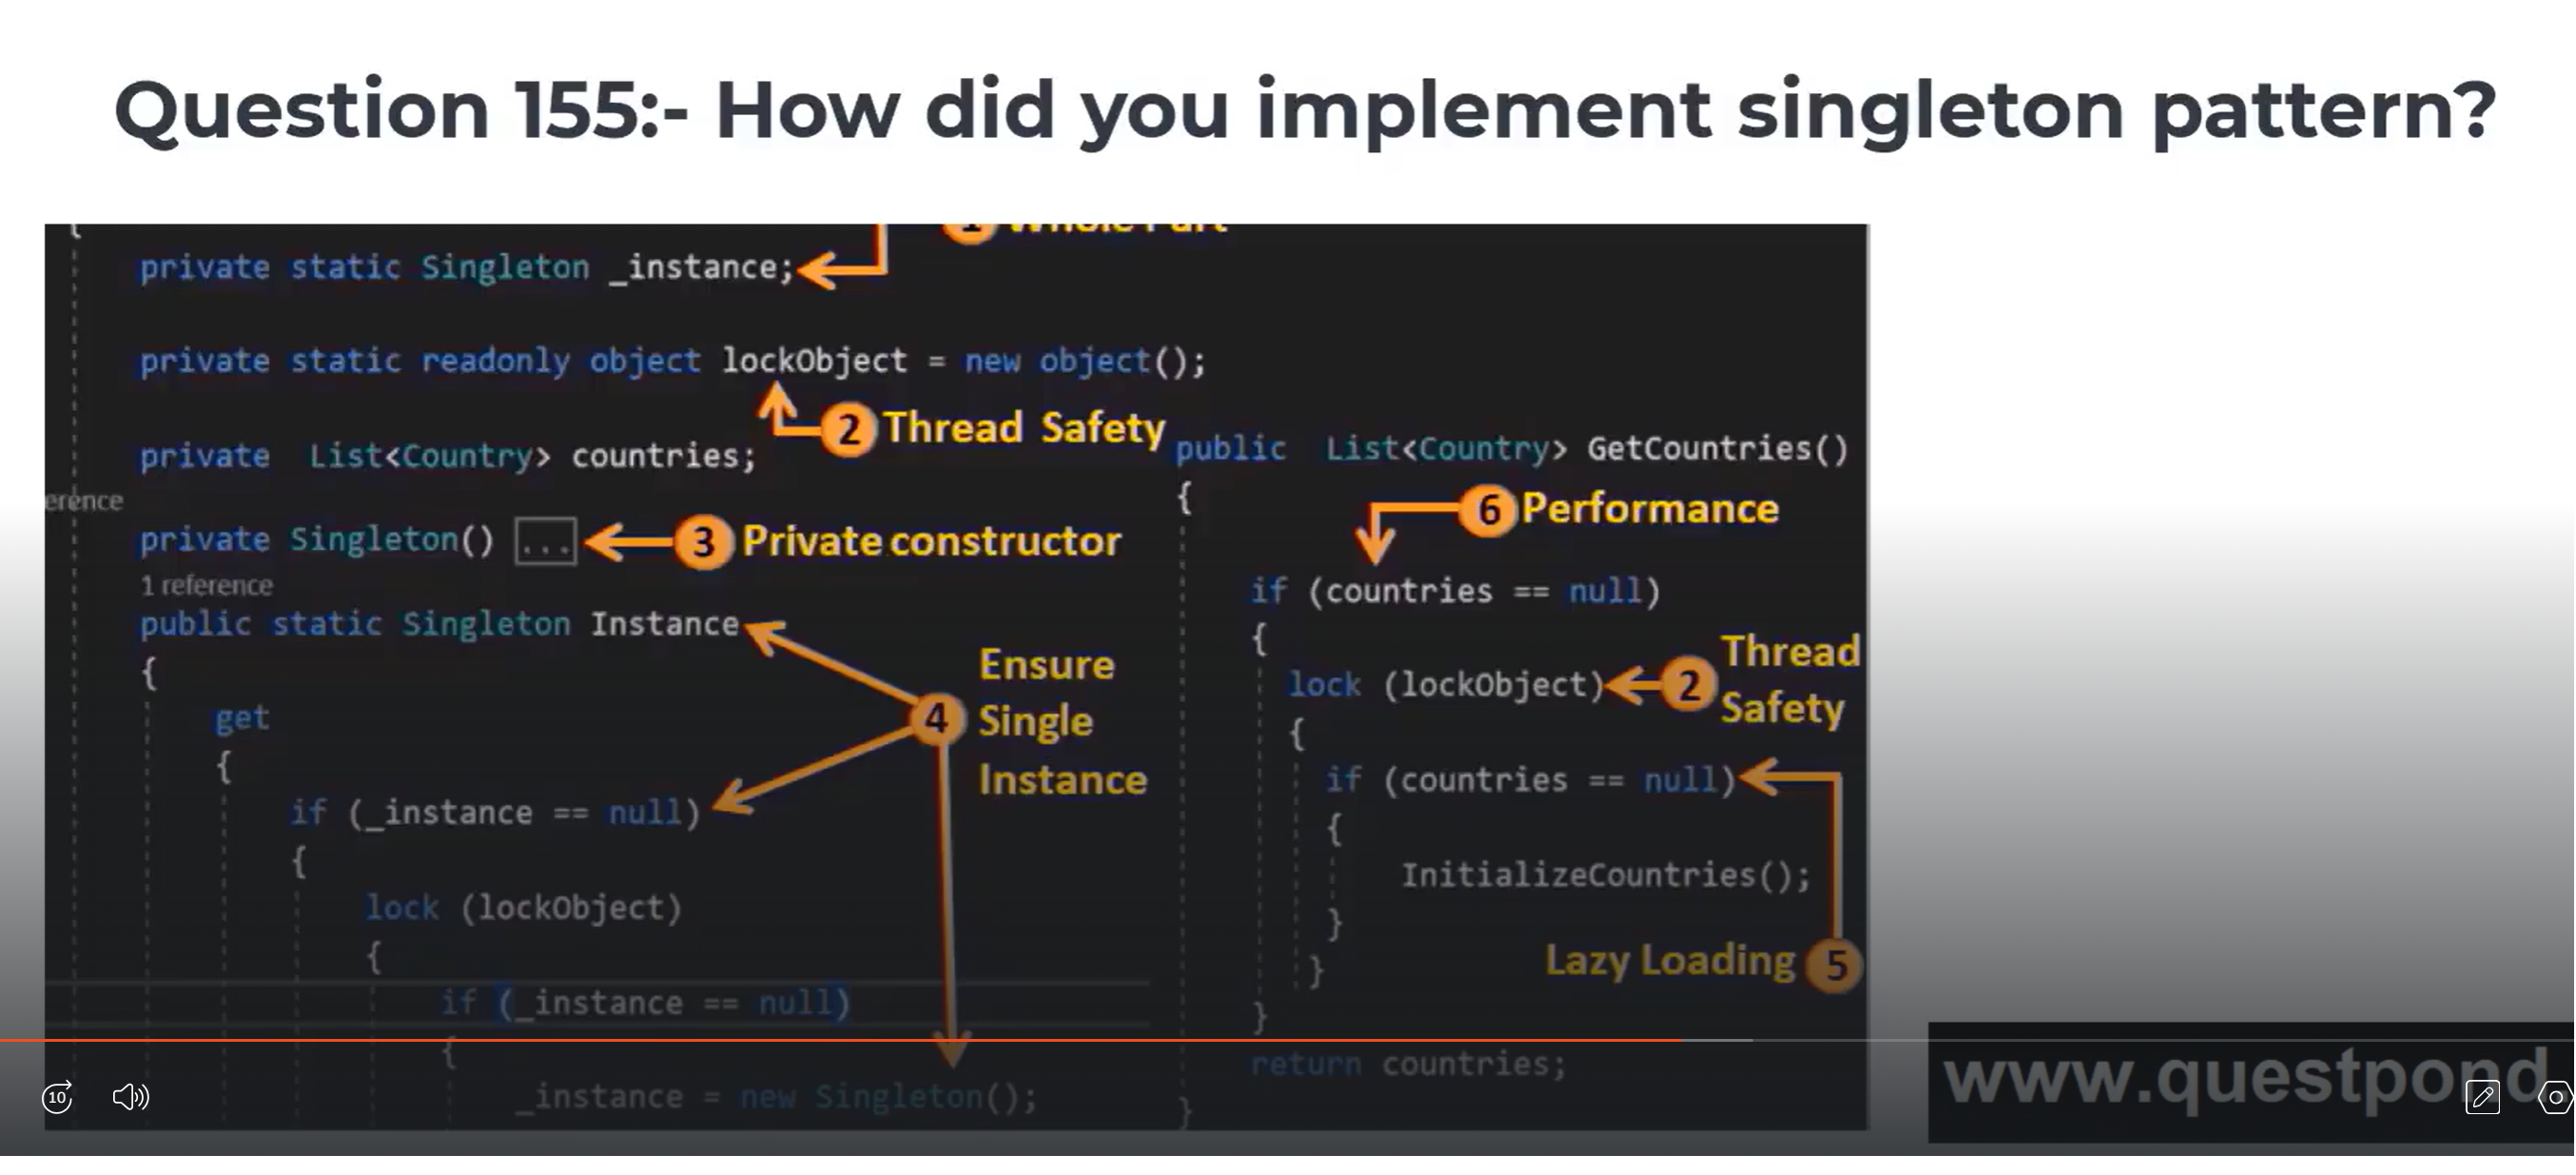 Question 155:- How did you implement singleton pattern?
{
1 Whole Part
private static Singleton _instance;
private static readonly object lockObject = new object();
2 Thread Safety
private List<Country> countries;
erence
private Singleton() ...
3 Private constructor
1 reference
public static Singleton Instance
{
get
{
if (_instance == null)
{
lock (lockObject)
{
if (_instance == null)
{
_instance = new Singleton();
4 Ensure
Single
Instance
public List<Country> GetCountries()
{
6 Performance
if (countries == null)
{
lock (lockObject)
2 Thread
Safety
{
if (countries == null)
{
InitializeCountries();
}
Lazy Loading 5
}
}
return countries;
}
10
www.questpond.